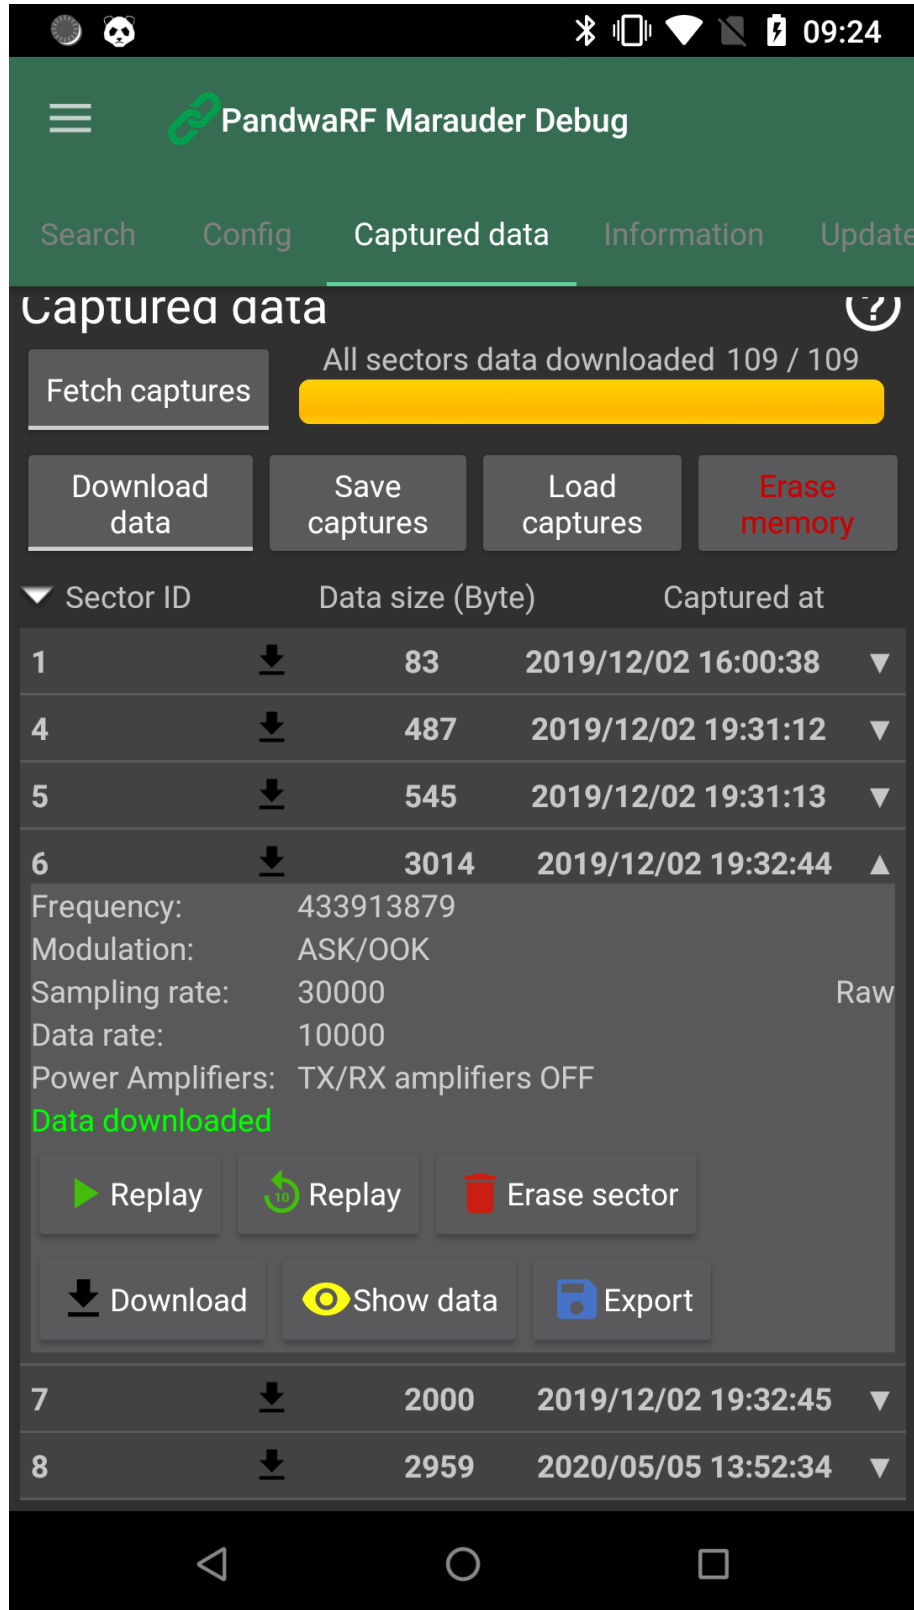 09:24
PandwaRF Marauder Debug
Search Config Captured data Information Update
Captured data ?
Fetch captures
All sectors data downloaded 109 / 109
Download data
Save captures
Load captures
Erase memory
Sector ID Data size (Byte) Captured at
1 83 2019/12/02 16:00:38
4 487 2019/12/02 19:31:12
5 545 2019/12/02 19:31:13
6 3014 2019/12/02 19:32:44
Frequency: 433913879
Modulation: ASK/OOK
Sampling rate: 30000 Raw
Data rate: 10000
Power Amplifiers: TX/RX amplifiers OFF
Data downloaded
Replay 10 Replay Erase sector
Download Show data Export
7 2000 2019/12/02 19:32:45
8 2959 2020/05/05 13:52:34